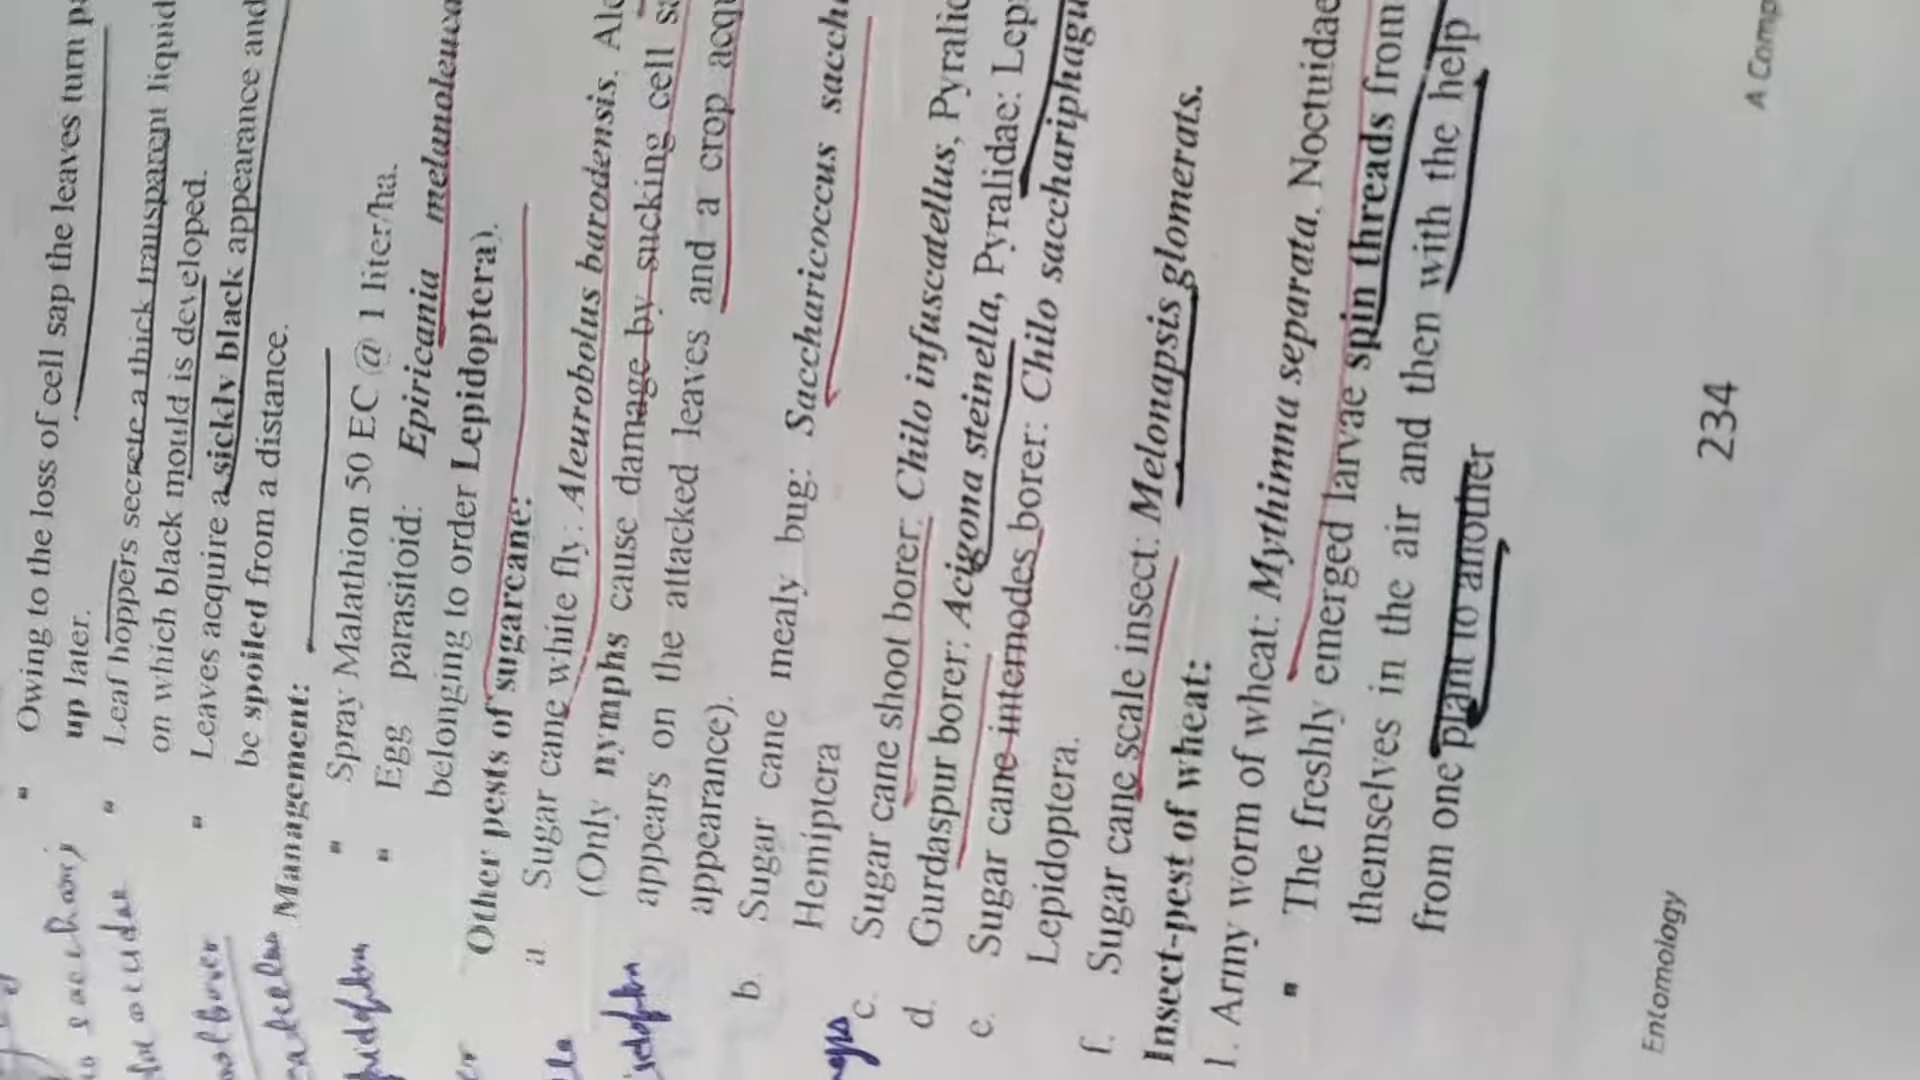 Owing to the loss of cell sap the leaves turn
up later.
Leaf hoppers secrete a thick transparent liquid
on which black mould is developed.
Leaves acquire a sickly black appearance and
be spoiled from a distance.
Management:
Spray Malathion 50 EC @ 1 liter/ha.
Egg parasitoid: Epiricania melanoleuca
belonging to order Lepidoptera).
Other pests of sugarcane:
a Sugar cane white fly: Aleurobolus barodensis, Ale
(Only nymphs cause damage by sucking cell
appears on the attacked leaves and a crop acqu
appearance).
b. Sugar cane mealy bug: Saccharicoccus sacch
Hemiptera
c. Sugar cane shoot borer: Chilo infuscatellus, Pyralid
d. Gurdaspur borer: Acigona steinella, Pyralidae: Lep
e. Sugar cane internodes borer: Chilo sacchariphagu
Lepidoptera.
f. Sugar cane scale insect: Melonapsis glomerats.
Insect-pest of wheat:
1. Army worm of wheat: Mythimna separata, Noctuidae
The freshly emerged larvae spin threads from
themselves in the air and then with the help
from one plant to another
Entomology
234
A Comp